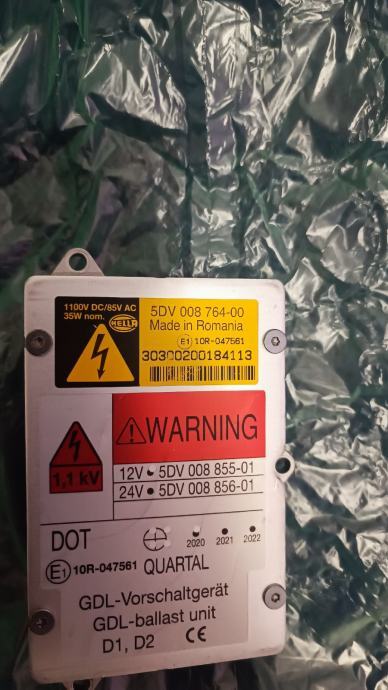 1100V DC/85V AC
35W nom.
HELLA
5DV 008 764-00
Made in Romania
E1 10R-047561
30300200184113
WARNING
1,1 kV
12V 5DV 008 855-01
24V 5DV 008 856-01
DOT
2020 2021 2022
E1 10R-047561 QUARTAL
GDL-Vorschaltgerät
GDL-ballast unit
D1, D2 CE